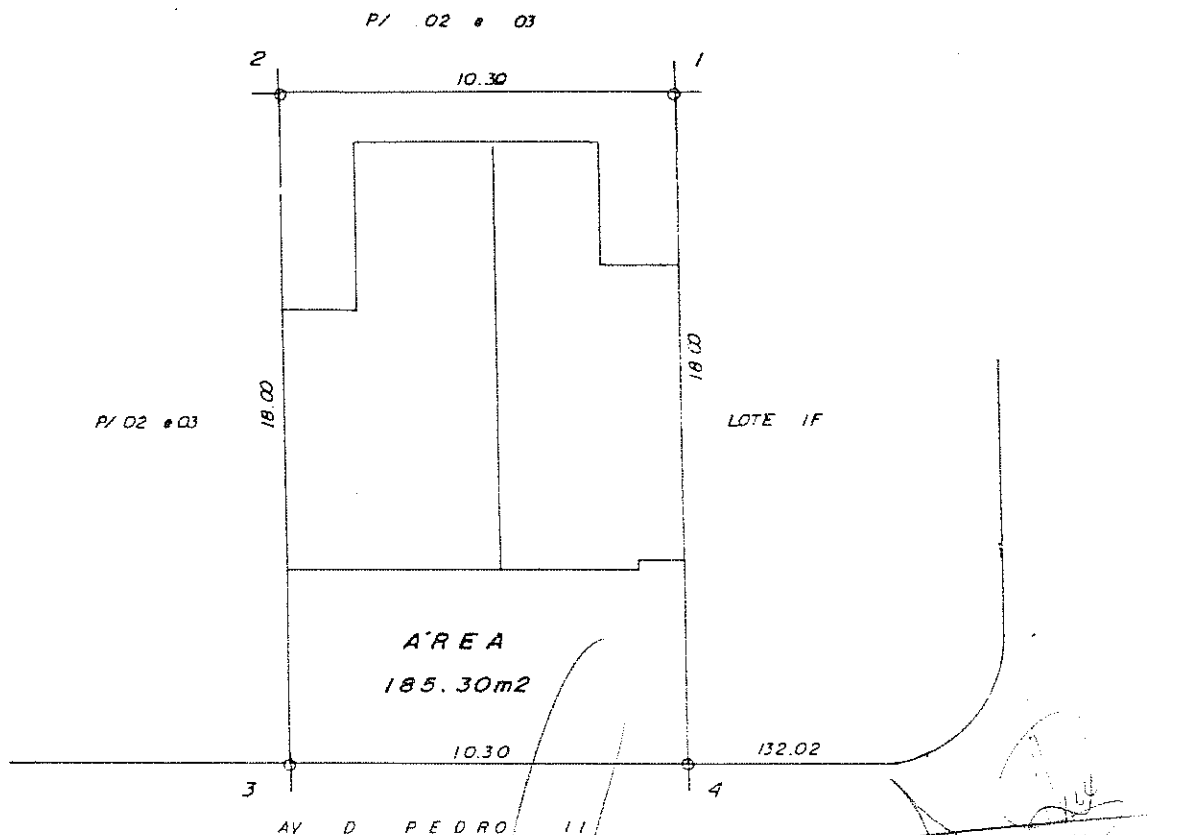 P/ 02 e 03
2
1
10.30
18.00
18.00
P/ 02 e 03
LOTE 1F
ÁREA
185.30m2
10.30
132.02
3
4
AV D PEDRO II